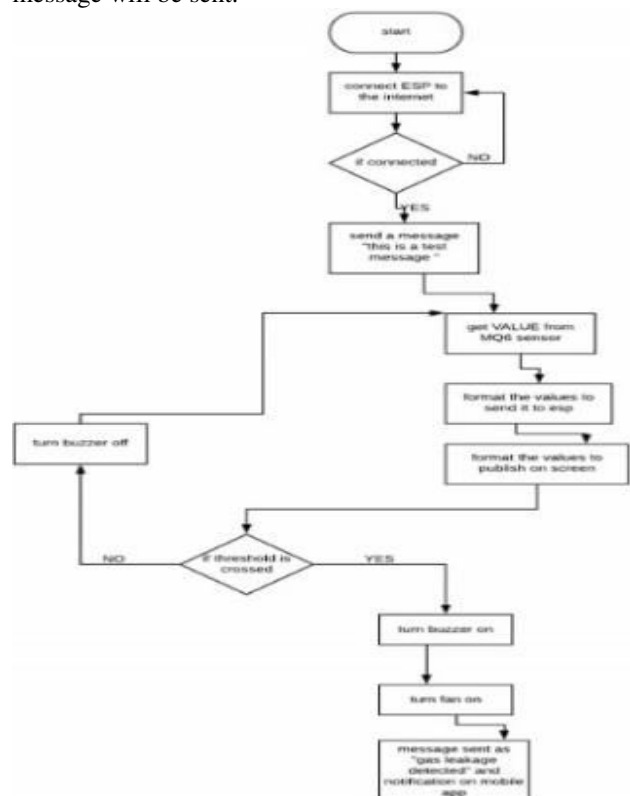 message will be sent.
start
connect ESP to
the internet
if connected
NO
YES
send a message
"this is a test
message "
get VALUE from
MQ6 sensor
format the values to
send it to esp
format the values to
publish on screen
turn buzzer off
if threshold is
crossed
NO
YES
turn buzzer on
turn fan on
message sent as
"gas leakage
detected" and
notification on mobile
app